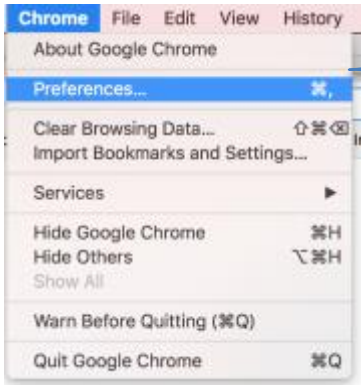 Chrome File Edit View History
About Google Chrome
Preferences... ⌘,
Clear Browsing Data... ⇧⌘⌫
Import Bookmarks and Settings...
Services ▶
Hide Google Chrome ⌘H
Hide Others ⌥⌘H
Show All
Warn Before Quitting (⌘Q)
Quit Google Chrome ⌘Q